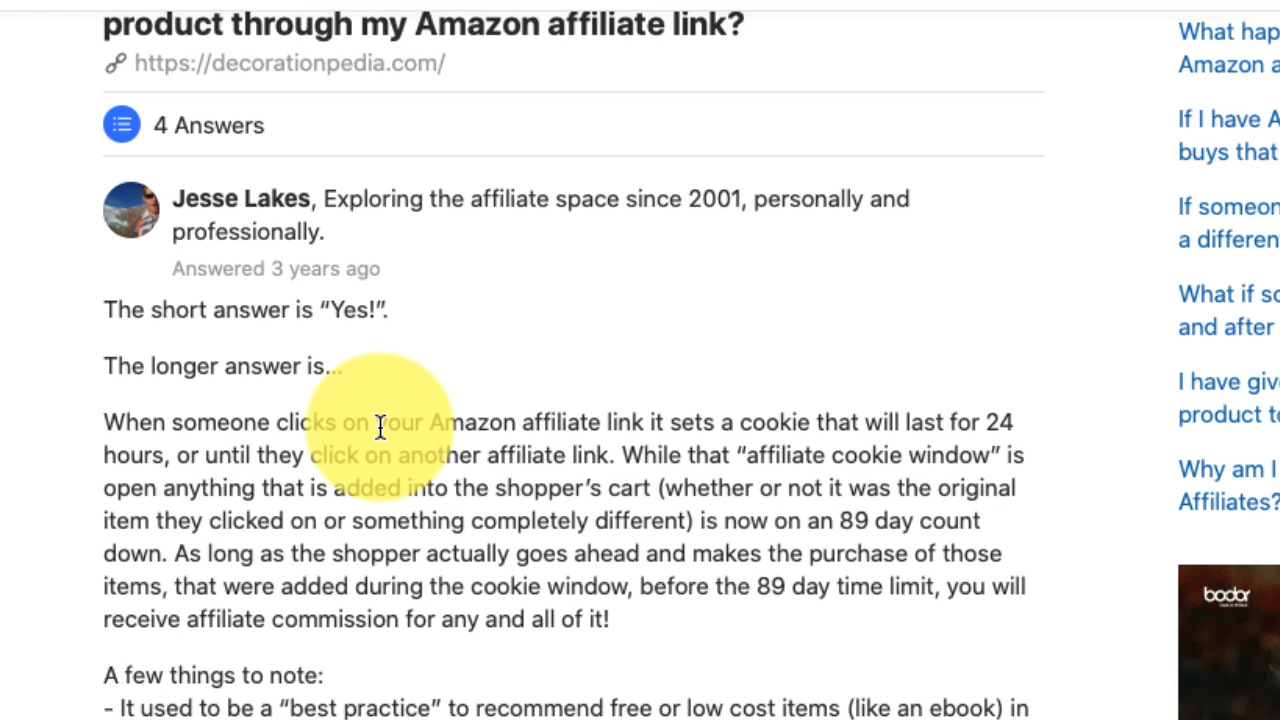 product through my Amazon affiliate link?
https://decorationpedia.com/
4 Answers
Jesse Lakes, Exploring the affiliate space since 2001, personally and
professionally.
Answered 3 years ago
The short answer is “Yes!”.
The longer answer is...
When someone clicks on your Amazon affiliate link it sets a cookie that will last for 24
hours, or until they click on another affiliate link. While that “affiliate cookie window” is
open anything that is added into the shopper’s cart (whether or not it was the original
item they clicked on or something completely different) is now on an 89 day count
down. As long as the shopper actually goes ahead and makes the purchase of those
items, that were added during the cookie window, before the 89 day time limit, you will
receive affiliate commission for any and all of it!
A few things to note:
- It used to be a “best practice” to recommend free or low cost items (like an ebook) in
What hap
Amazon a
If I have A
buys that
If someon
a differen
What if so
and after
I have give
product to
Why am I
Affiliates?
bodor